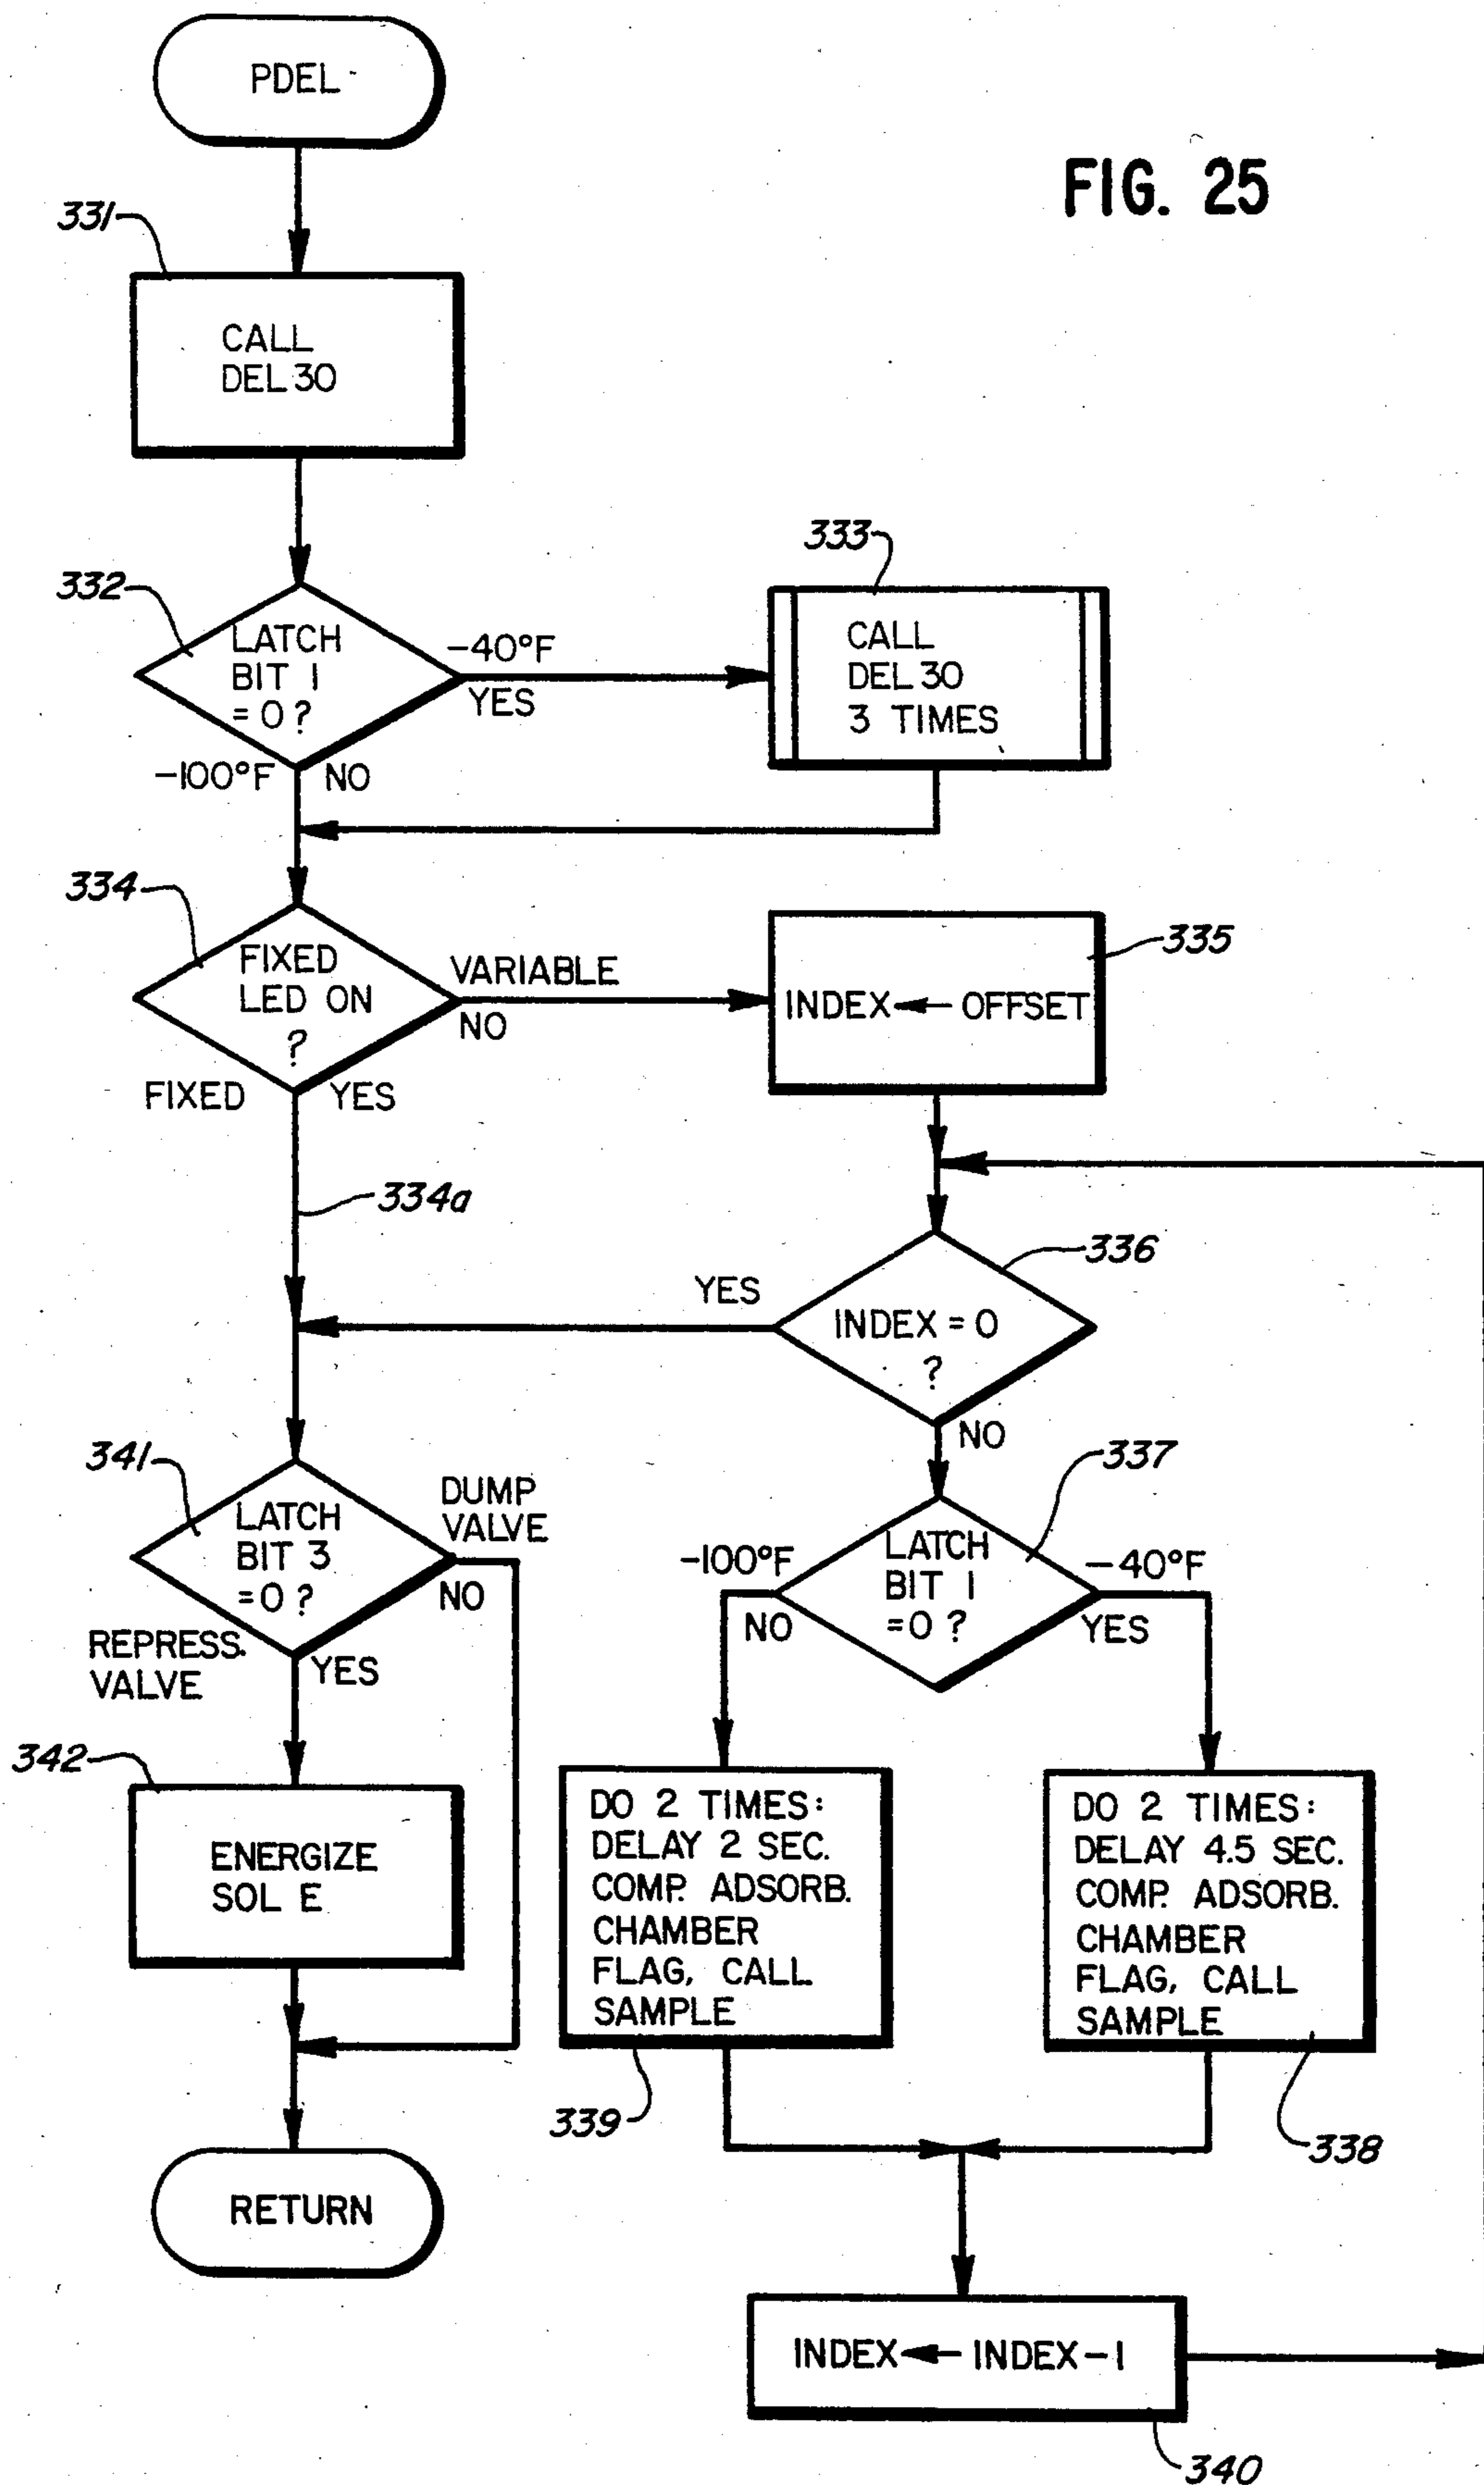 PDEL
FIG. 25
331
CALL
DEL 30
332
LATCH
BIT 1
= 0 ?
-40°F
YES
-100°F
NO
333
CALL
DEL 30
3 TIMES
334
FIXED
LED ON
?
VARIABLE
NO
FIXED
YES
334a
335
INDEX ← OFFSET
336
INDEX = 0
?
YES
NO
337
LATCH
BIT 1
= 0 ?
-100°F
NO
-40°F
YES
341
LATCH
BIT 3
= 0 ?
DUMP
VALVE
NO
REPRESS.
VALVE
YES
342
ENERGIZE
SOL E
RETURN
DO 2 TIMES:
DELAY 2 SEC.
COMP. ADSORB.
CHAMBER
FLAG, CALL
SAMPLE
339
DO 2 TIMES:
DELAY 4.5 SEC.
COMP. ADSORB.
CHAMBER
FLAG, CALL
SAMPLE
338
INDEX ← INDEX - 1
340